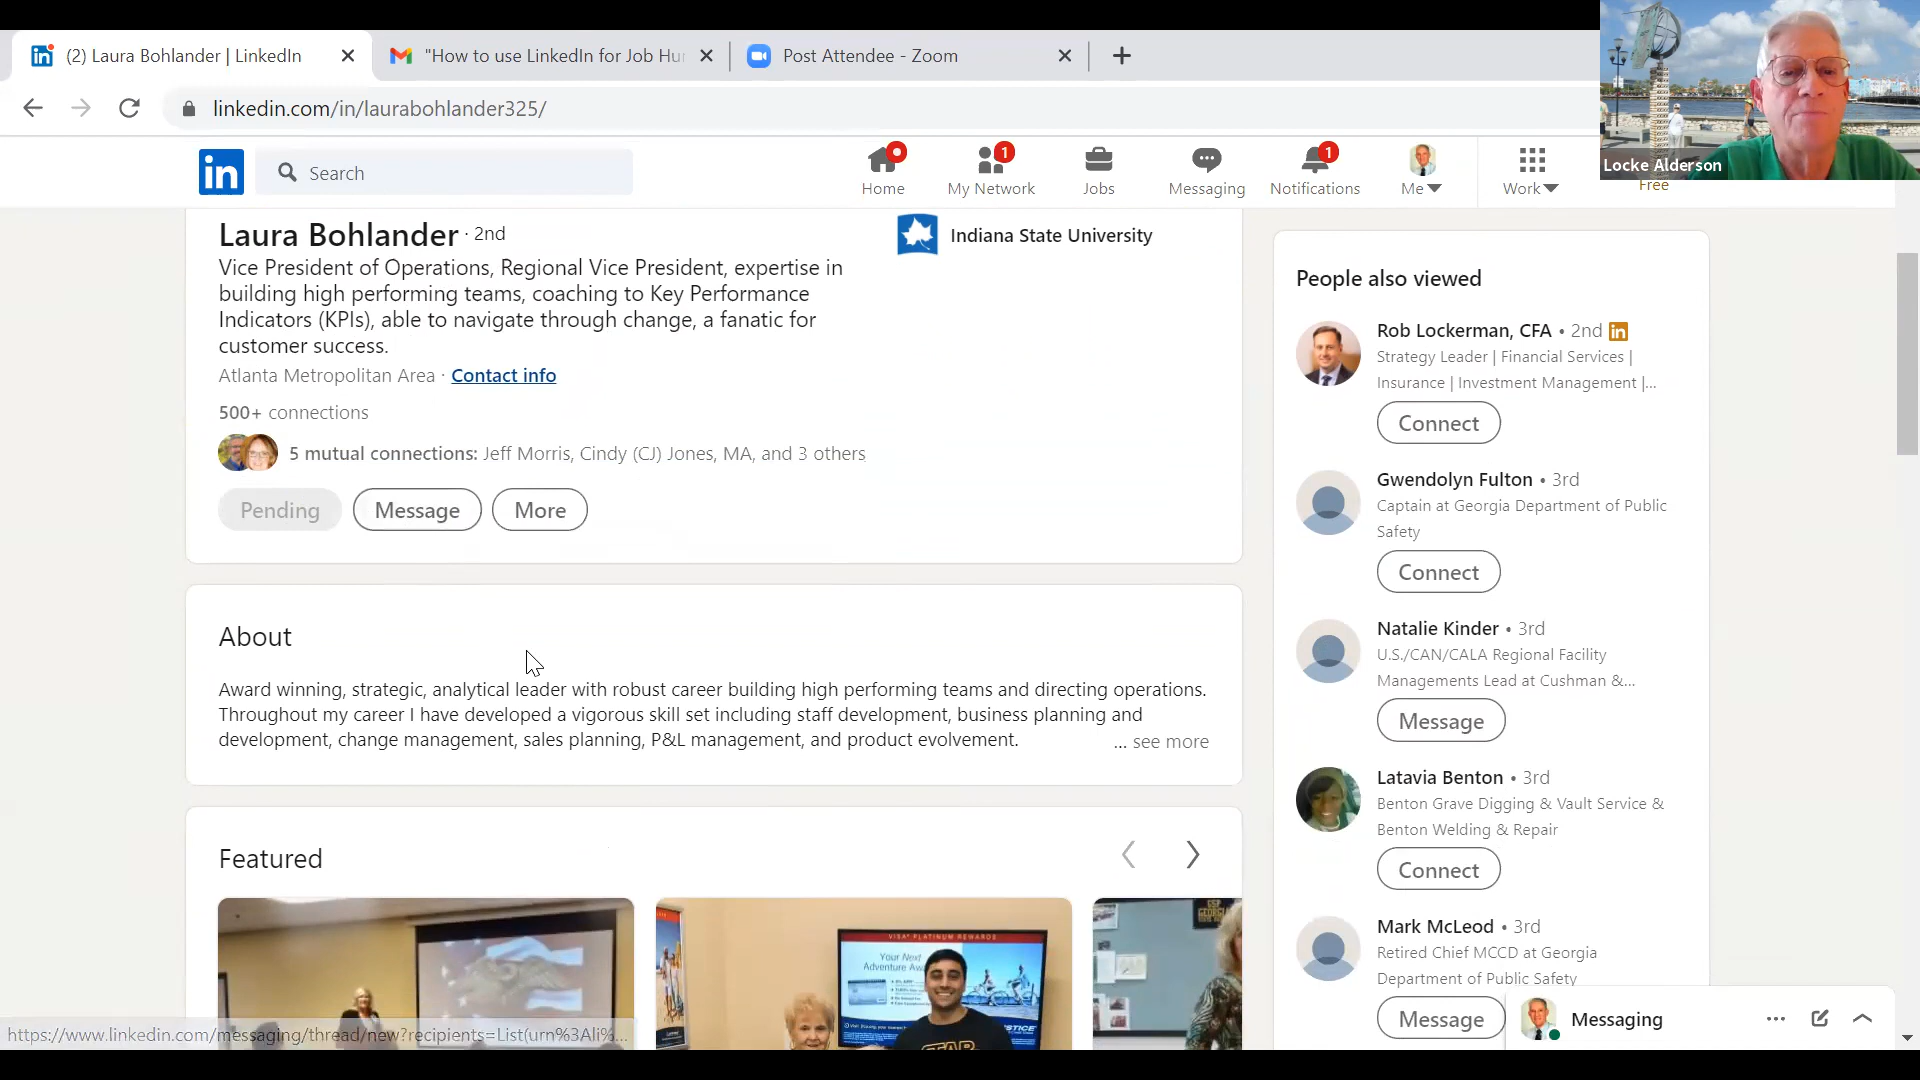 (2) Laura Bohlander | LinkedIn
"How to use LinkedIn for Job Hu
Post Attendee - Zoom
linkedin.com/in/laurabohlander325/
Locke Alderson
in
Search
1
1
Home
My Network
Jobs
Messaging
Notifications
Me
Work
Free
Laura Bohlander · 2nd
Vice President of Operations, Regional Vice President, expertise in
building high performing teams, coaching to Key Performance
Indicators (KPIs), able to navigate through change, a fanatic for
customer success.
Atlanta Metropolitan Area · Contact info
500+ connections
5 mutual connections: Jeff Morris, Cindy (CJ) Jones, MA, and 3 others
Pending
Message
More
Indiana State University
About
Award winning, strategic, analytical leader with robust career building high performing teams and directing operations.
Throughout my career I have developed a vigorous skill set including staff development, business planning and
development, change management, sales planning, P&L management, and product evolvement.
... see more
Featured
VISA® PLATINUM REWARDS
Your Next
Adventure Aw
STAR
https://www.linkedin.com/messaging/thread/new?recipients=List(urn%3Ali%...
People also viewed
Rob Lockerman, CFA • 2nd in
Strategy Leader | Financial Services |
Insurance | Investment Management |...
Connect
Gwendolyn Fulton • 3rd
Captain at Georgia Department of Public
Safety
Connect
Natalie Kinder • 3rd
U.S./CAN/CALA Regional Facility
Managements Lead at Cushman &...
Message
Latavia Benton • 3rd
Benton Grave Digging & Vault Service &
Benton Welding & Repair
Connect
Mark McLeod • 3rd
Retired Chief MCCD at Georgia
Department of Public Safety
Message
Messaging